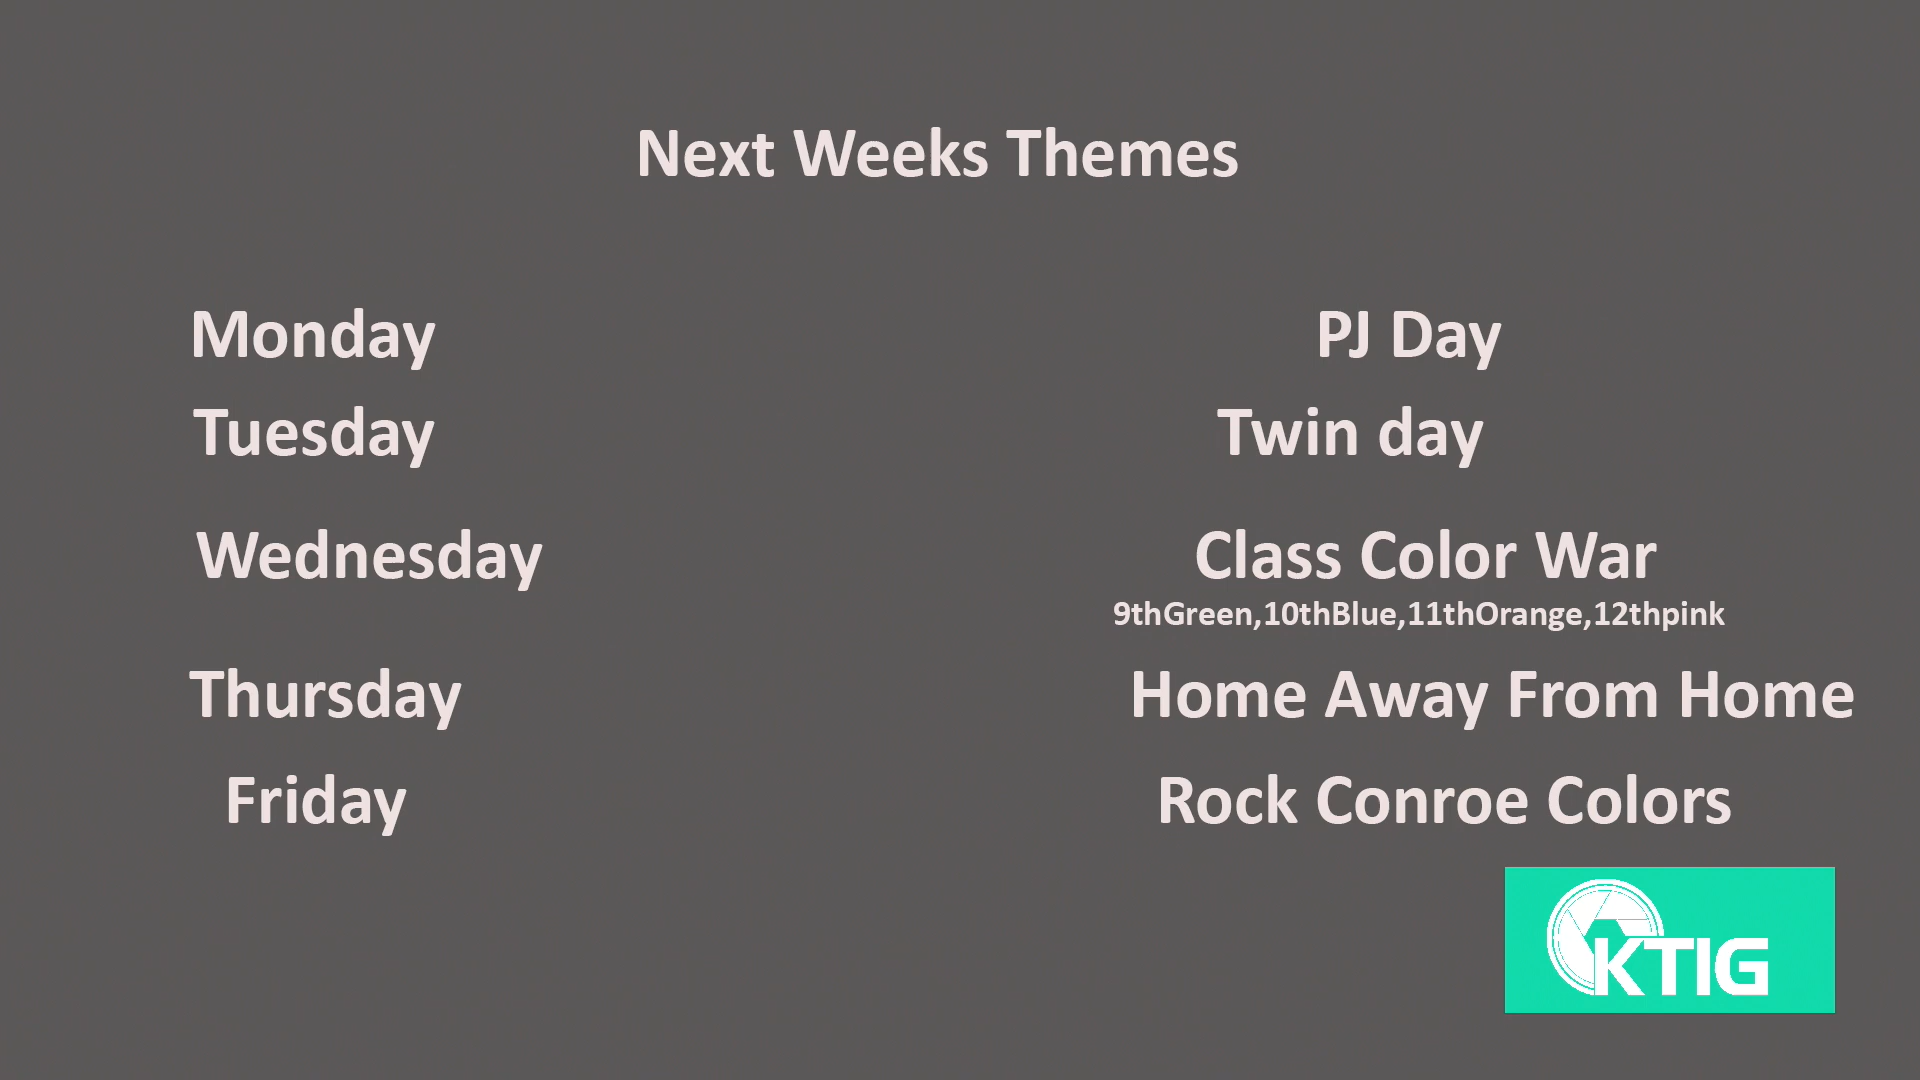 Next Weeks Themes
Monday PJ Day
Tuesday Twin day
Wednesday Class Color War
9thGreen,10thBlue,11thOrange,12thpink
Thursday Home Away From Home
Friday Rock Conroe Colors
KTIG